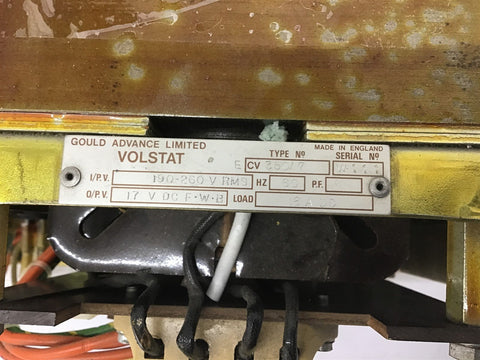 GOULD ADVANCE LIMITED
MADE IN ENGLAND
VOLSTAT
TYPE Nº SERIAL Nº
E CV
I/P.V. 190-260 V RMS HZ P.F.
O/P.V. 17 V DC F·W·B LOAD